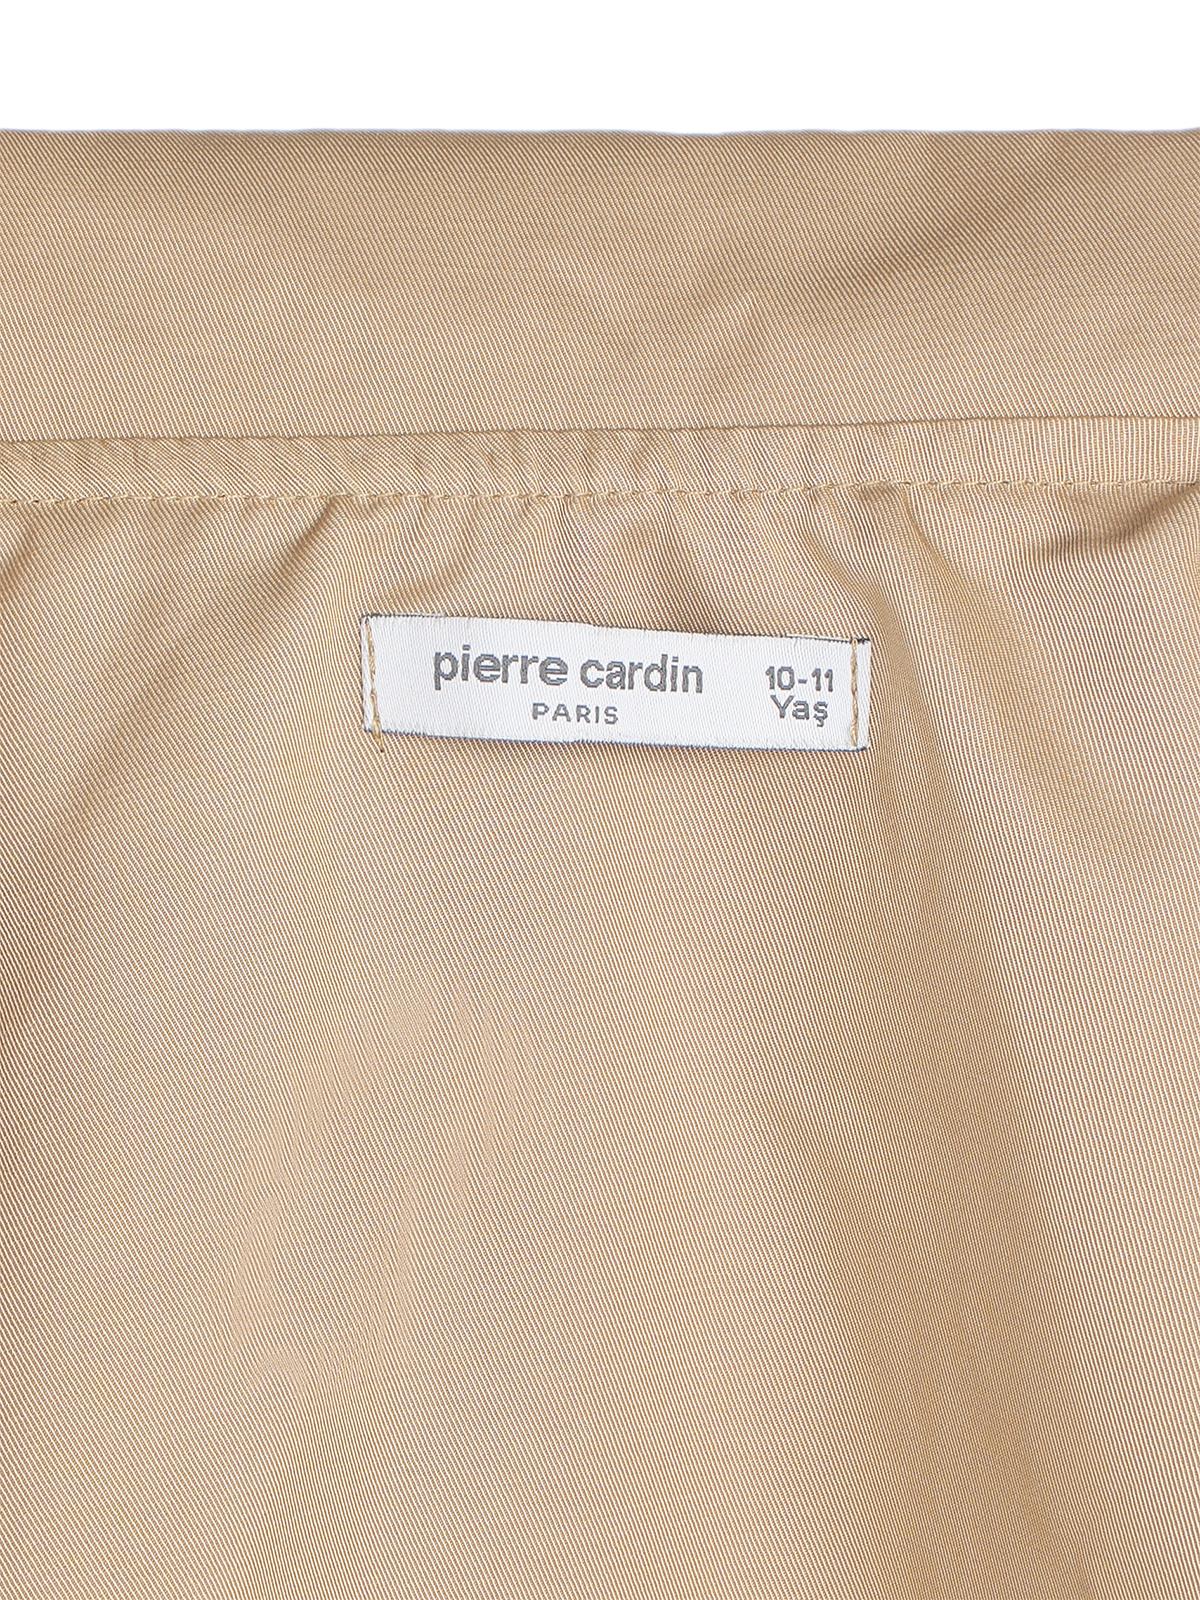 pierre cardin
PARIS
10-11
Yaş